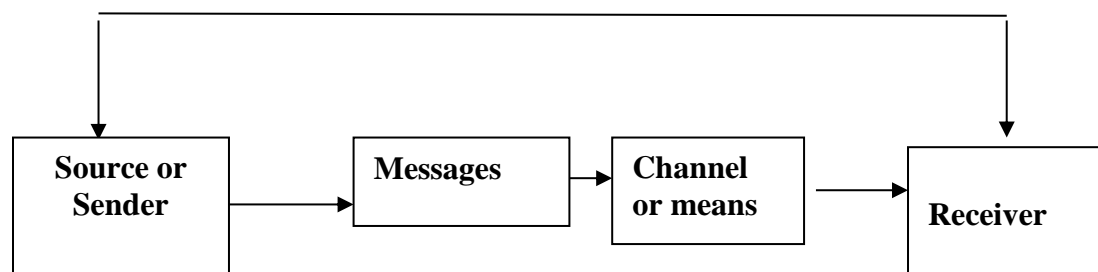 Source or
Sender
Messages
Channel
or means
Receiver